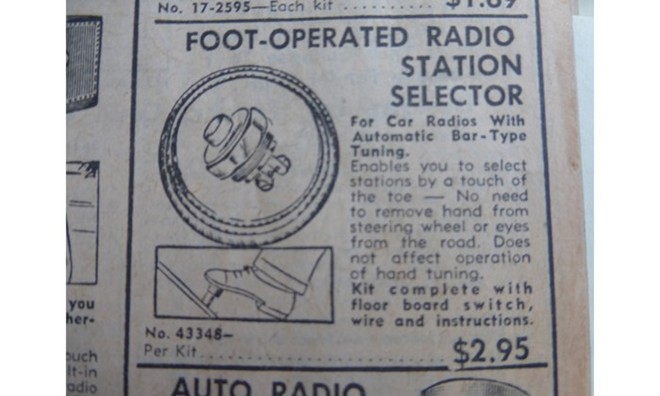 No. 17-2595—Each kit .......... $1.69
FOOT-OPERATED RADIO
STATION
SELECTOR
For Car Radios With
Automatic Bar-Type
Tuning.
Enables you to select
stations by a touch of
the toe — No need
to remove hand from
steering wheel or eyes
from the road. Does
not affect operation
of hand tuning.
Kit complete with
floor board switch,
wire and instructions.
No. 43348—
Per Kit.......................... $2.95
you
her-
ouch
lt-in
adio
AUTO RADIO